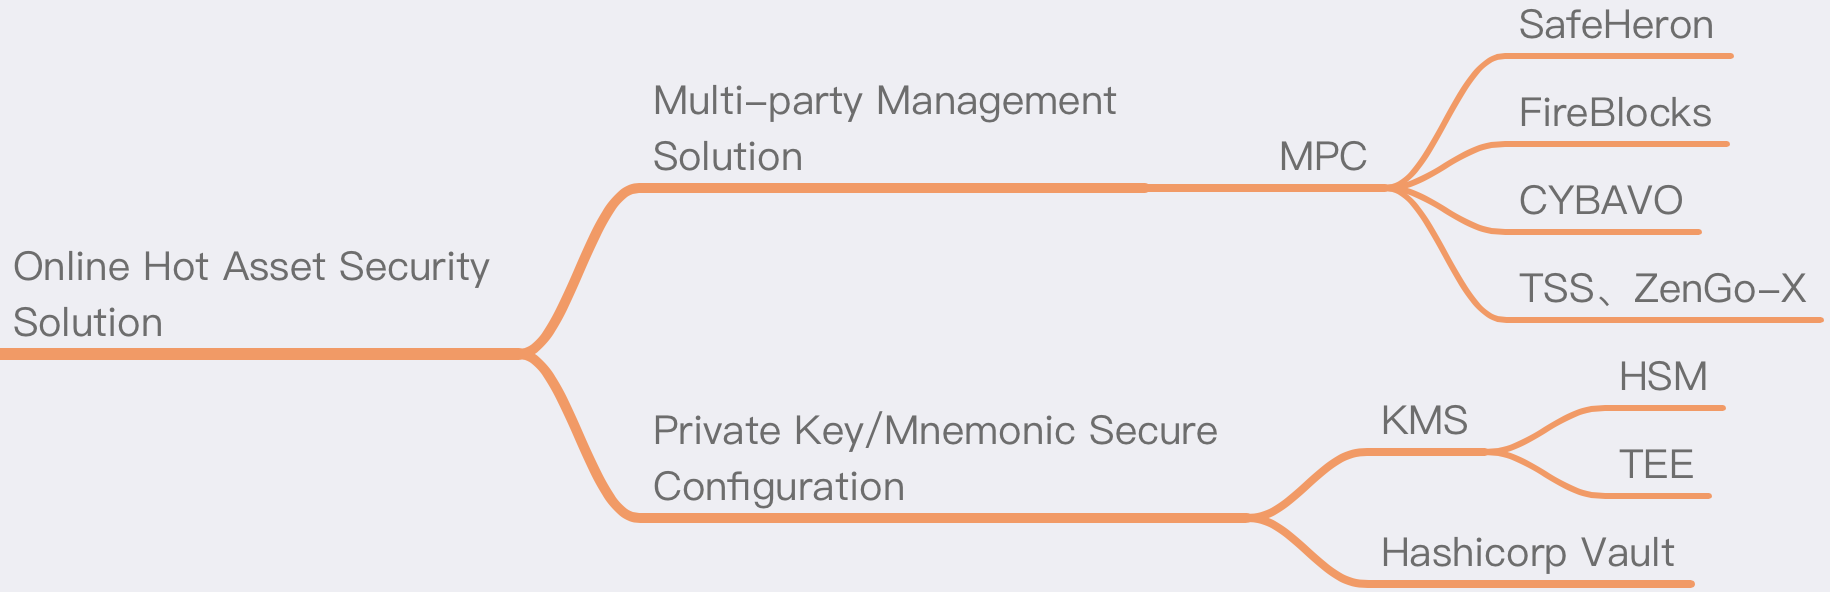 Online Hot Asset Security
Solution
Multi-party Management
Solution
MPC
SafeHeron
FireBlocks
CYBAVO
TSS、ZenGo-X
Private Key/Mnemonic Secure
Configuration
KMS
HSM
TEE
Hashicorp Vault